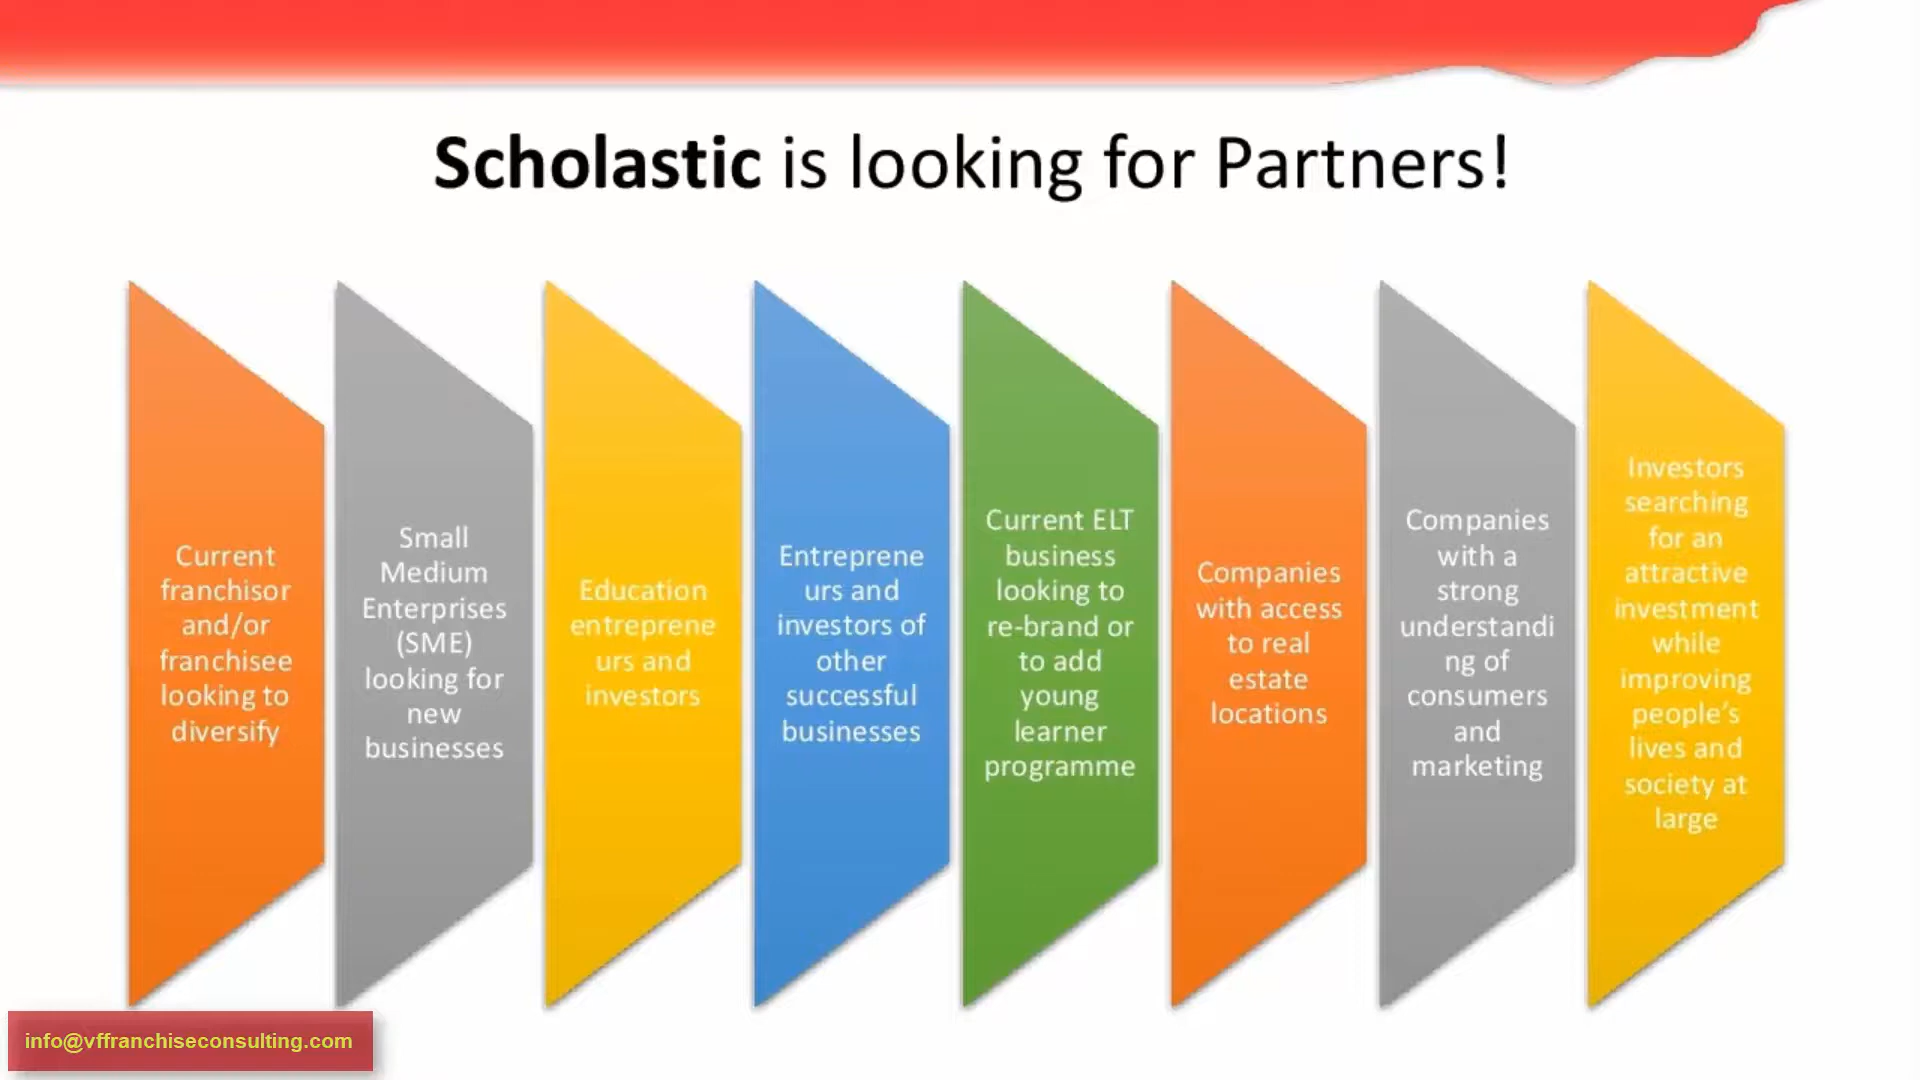 Scholastic is looking for Partners!
Current
franchisor
and/or
franchisee
looking to
diversify
Small
Medium
Enterprises
(SME)
looking for
new
businesses
Education
entreprene
urs and
investors
Entreprene
urs and
investors of
other
successful
businesses
Current ELT
business
looking to
re-brand or
to add
young
learner
programme
Companies
with access
to real
estate
locations
Companies
with a
strong
understandi
ng of
consumers
and
marketing
Investors
searching
for an
attractive
investment
while
improving
people’s
lives and
society at
large
info@vffranchiseconsulting.com